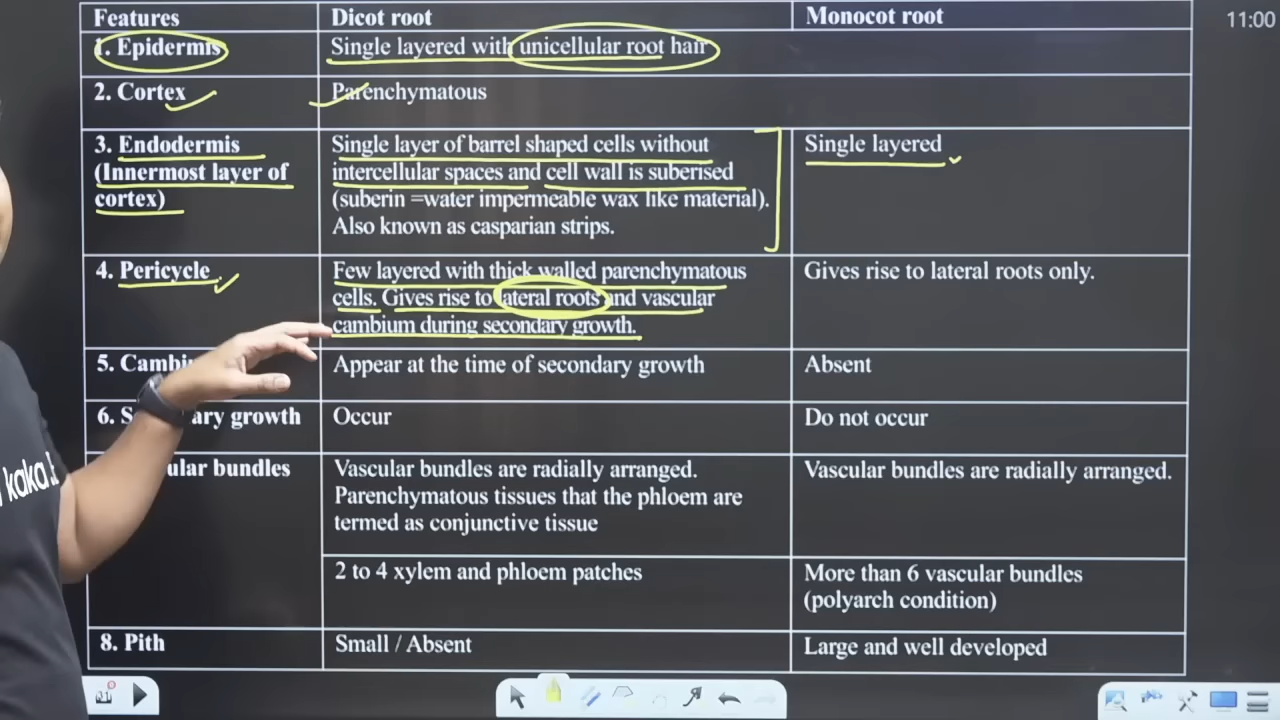 Features Dicot root Monocot root
11:00
1. Epidermis Single layered with unicellular root hair
2. Cortex Parenchymatous
3. Endodermis
(Innermost layer of
cortex)
Single layer of barrel shaped cells without
intercellular spaces and cell wall is suberised
(suberin =water impermeable wax like material).
Also known as casparian strips.
Single layered
4. Pericycle
Few layered with thick walled parenchymatous
cells. Gives rise to lateral roots and vascular
cambium during secondary growth.
Gives rise to lateral roots only.
5. Appear at the time of secondary growth Absent
6. growth Occur Do not occur
bundles
Vascular bundles are radially arranged.
Parenchymatous tissues that the phloem are
termed as conjunctive tissue
Vascular bundles are radially arranged.
2 to 4 xylem and phloem patches
More than 6 vascular bundles
(polyarch condition)
8. Pith Small / Absent Large and well developed
kaka